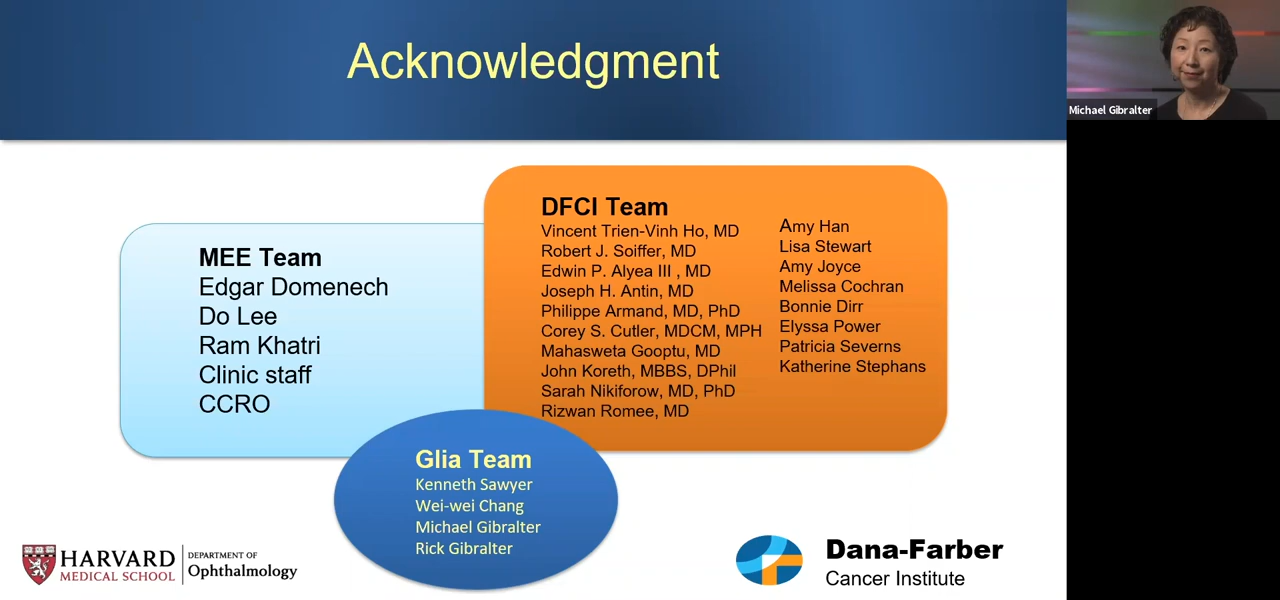 Acknowledgment
Michael Gibralter
MEE Team
Edgar Domenech
Do Lee
Ram Khatri
Clinic staff
CCRO
DFCI Team
Vincent Trien-Vinh Ho, MD
Robert J. Soiffer, MD
Edwin P. Alyea III , MD
Joseph H. Antin, MD
Philippe Armand, MD, PhD
Corey S. Cutler, MDCM, MPH
Mahasweta Gooptu, MD
John Koreth, MBBS, DPhil
Sarah Nikiforow, MD, PhD
Rizwan Romee, MD
Amy Han
Lisa Stewart
Amy Joyce
Melissa Cochran
Bonnie Dirr
Elyssa Power
Patricia Severns
Katherine Stephans
Glia Team
Kenneth Sawyer
Wei-wei Chang
Michael Gibralter
Rick Gibralter
HARVARD
MEDICAL SCHOOL
DEPARTMENT OF
Ophthalmology
Dana-Farber
Cancer Institute